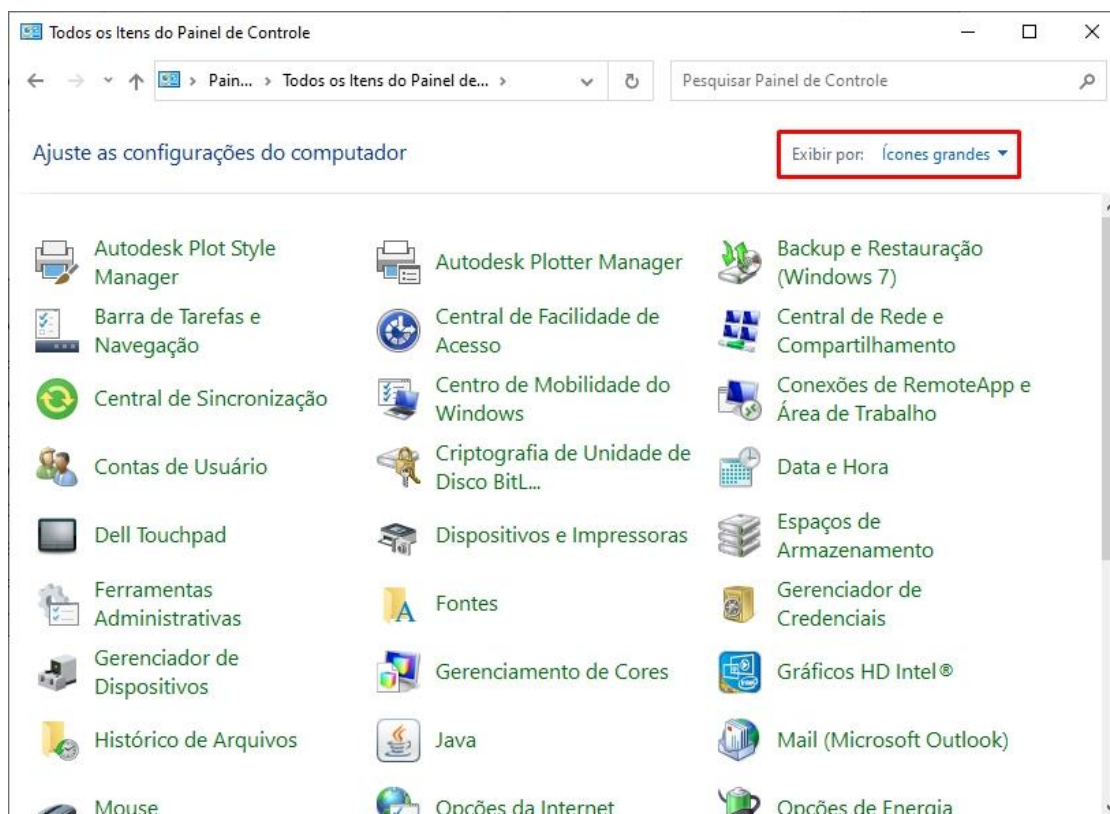 Todos os Itens do Painel de Controle
Pain... > Todos os Itens do Painel de... >
Pesquisar Painel de Controle
Ajuste as configurações do computador
Exibir por: Ícones grandes
Autodesk Plot Style
Manager
Autodesk Plotter Manager
Backup e Restauração
(Windows 7)
Barra de Tarefas e
Navegação
Central de Facilidade de
Acesso
Central de Rede e
Compartilhamento
Central de Sincronização
Centro de Mobilidade do
Windows
Conexões de RemoteApp e
Área de Trabalho
Contas de Usuário
Criptografia de Unidade de
Disco BitL...
Data e Hora
Dell Touchpad
Dispositivos e Impressoras
Espaços de
Armazenamento
Ferramentas
Administrativas
Fontes
Gerenciador de
Credenciais
Gerenciador de
Dispositivos
Gerenciamento de Cores
Gráficos HD Intel®
Histórico de Arquivos
Java
Mail (Microsoft Outlook)
Mouse
Opções da Internet
Opções de Energia